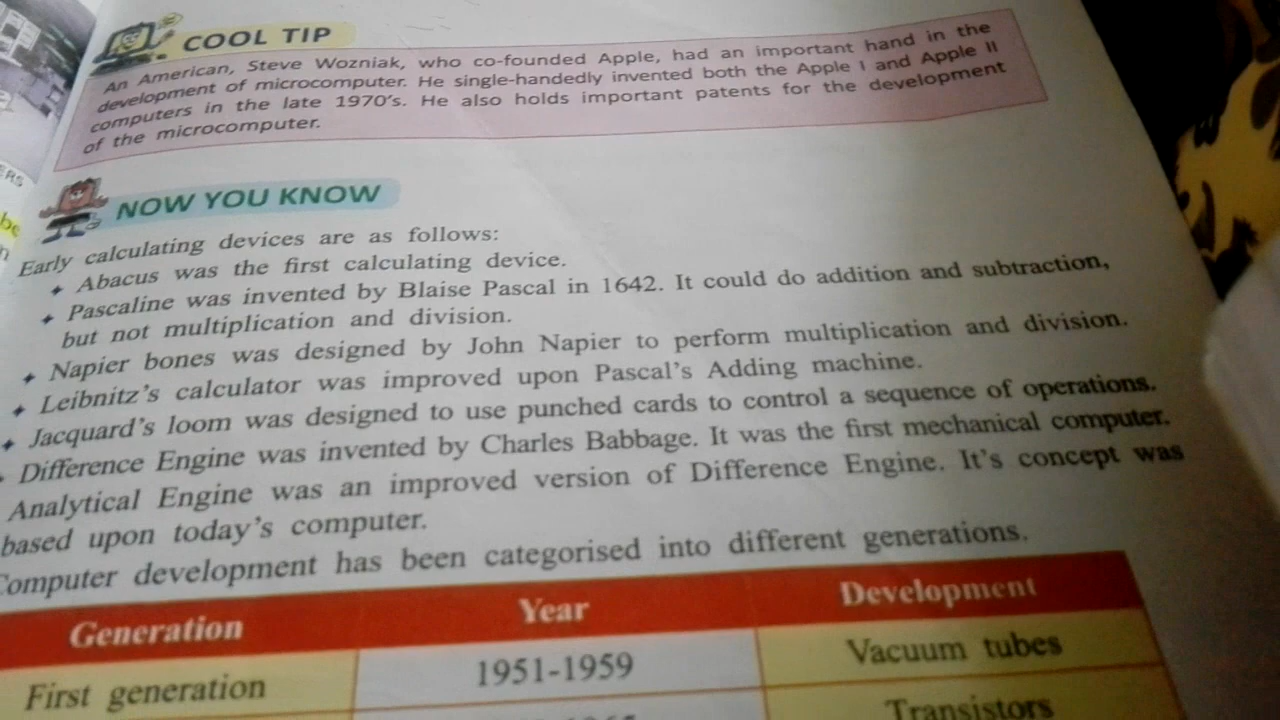 COOL TIP
An American, Steve Wozniak, who co-founded Apple, had an important hand in the
development of microcomputer. He single-handedly invented both the Apple I and Apple II
computers in the late 1970's. He also holds important patents for the development
of the microcomputer.
NOW YOU KNOW
Early calculating devices are as follows:
Abacus was the first calculating device.
Pascaline was invented by Blaise Pascal in 1642. It could do addition and subtraction,
but not multiplication and division.
Napier bones was designed by John Napier to perform multiplication and division.
Leibnitz's calculator was improved upon Pascal's Adding machine.
Jacquard's loom was designed to use punched cards to control a sequence of operations.
Difference Engine was invented by Charles Babbage. It was the first mechanical computer.
Analytical Engine was an improved version of Difference Engine. It's concept was
based upon today's computer.
Computer development has been categorised into different generations.
Generation Year Development
First generation 1951-1959 Vacuum tubes
Transistors